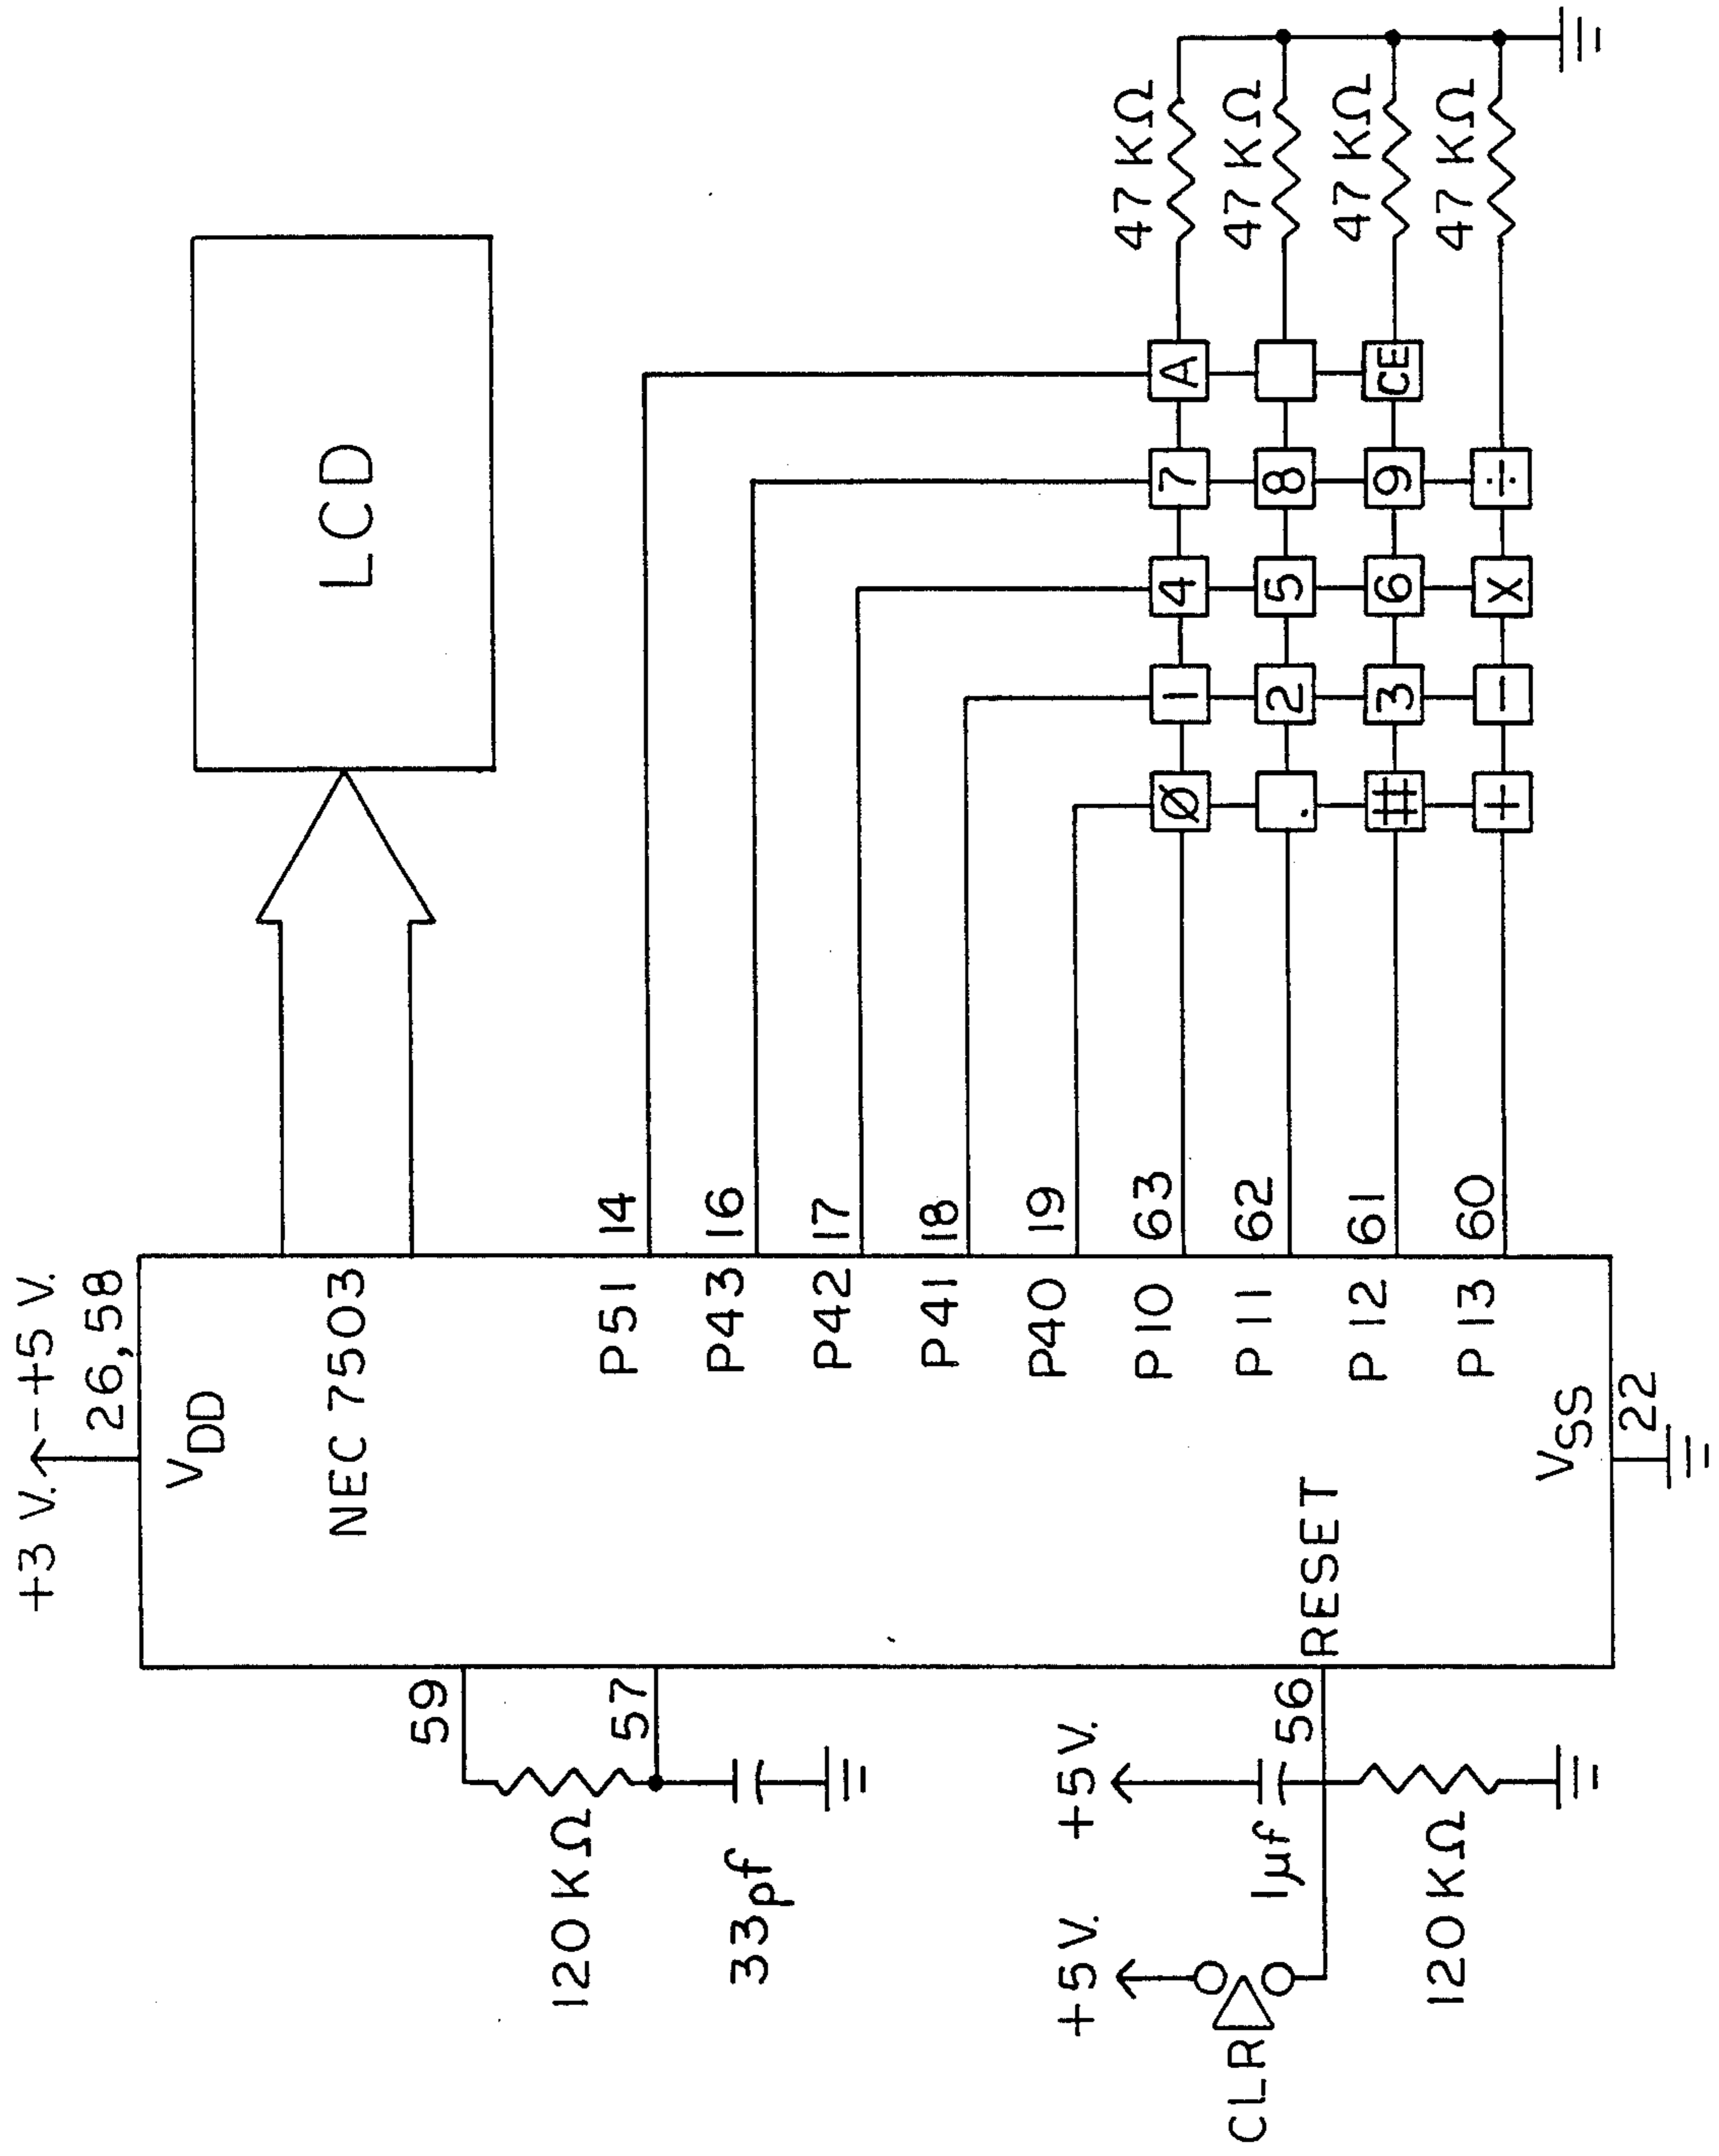 +3 V. ← - +5 V.
26,58
VDD
NEC 7503
LCD
59
120 KΩ
57
33pf
P51 14
P43 16
P42 17
P41 18
P40 19
P10 63
P11 62
P12 61
P13 60
A
7
4
1
Ø
8
5
2
.
CE
9
6
3
#
÷
X
-
+
47 KΩ
47 KΩ
47 KΩ
47 KΩ
+5V.
+5V.
1µf
56
RESET
CLR
120KΩ
VSS
22